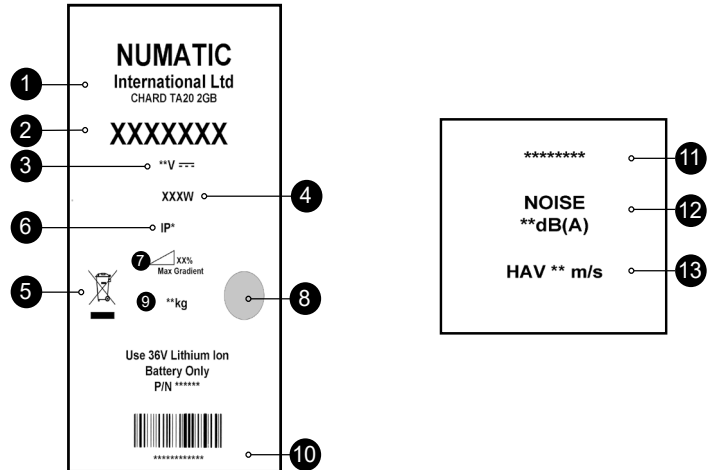 1
NUMATIC
International Ltd
CHARD TA20 2GB
2
XXXXXXX
3
**V
XXXW
4
6
IP*
7
XX%
Max Gradient
5
9
**kg
8
Use 36V Lithium Ion
Battery Only
P/N ******
************
10
********
11
NOISE
**dB(A)
12
HAV ** m/s
13